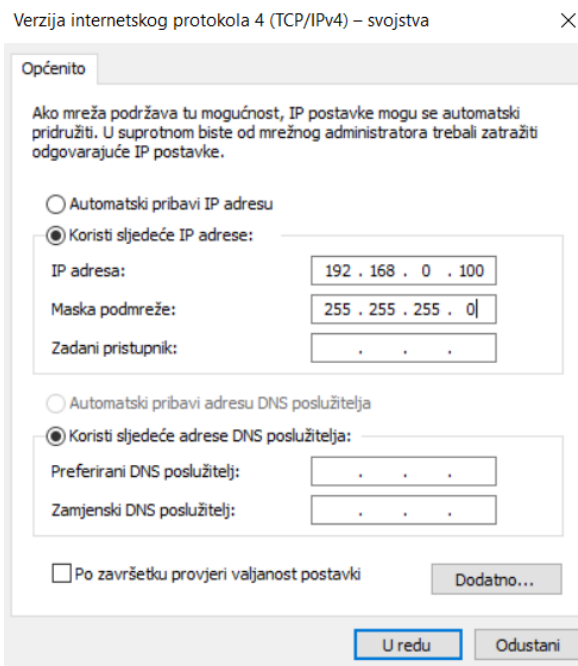 Verzija internetskog protokola 4 (TCP/IPv4) – svojstva
Općenito
Ako mreža podržava tu mogućnost, IP postavke mogu se automatski
pridružiti. U suprotnom biste od mrežnog administratora trebali zatražiti
odgovarajuće IP postavke.
Automatski pribavi IP adresu
Koristi sljedeće IP adrese:
IP adresa: 192 . 168 . 0 . 100
Maska podmreže: 255 . 255 . 255 . 0
Zadani pristupnik: . . .
Automatski pribavi adresu DNS poslužitelja
Koristi sljedeće adrese DNS poslužitelja:
Preferirani DNS poslužitelj: . . .
Zamjenski DNS poslužitelj: . . .
Po završetku provjeri valjanost postavki
Dodatno...
U redu Odustani